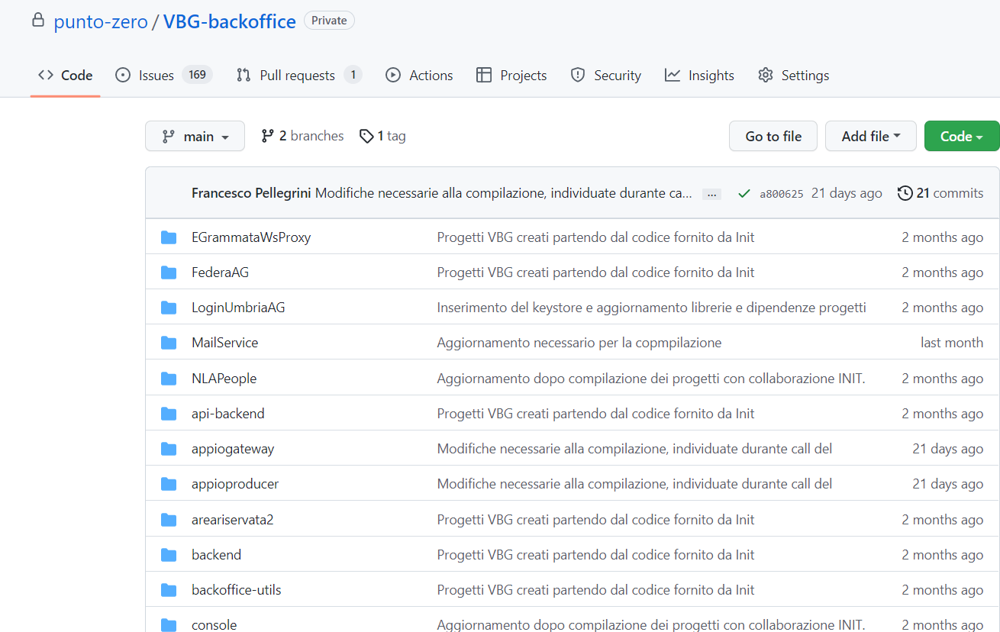 punto-zero / VBG-backoffice Private
Code Issues 169 Pull requests 1 Actions Projects Security Insights Settings
main 2 branches 1 tag Go to file Add file Code
Francesco Pellegrini Modifiche necessarie alla compilazione, individuate durante ca... ... a800625 21 days ago 21 commits
EGrammataWsProxy Progetti VBG creati partendo dal codice fornito da Init 2 months ago
FederaAG Progetti VBG creati partendo dal codice fornito da Init 2 months ago
LoginUmbriaAG Inserimento del keystore e aggiornamento librerie e dipendenze progetti 2 months ago
MailService Aggiornamento necessario per la copmpilazione last month
NLAPeople Aggiornamento dopo compilazione dei progetti con collaborazione INIT. 2 months ago
api-backend Progetti VBG creati partendo dal codice fornito da Init 2 months ago
appiogateway Modifiche necessarie alla compilazione, individuate durante call del 21 days ago
appioproducer Modifiche necessarie alla compilazione, individuate durante call del 21 days ago
areariservata2 Progetti VBG creati partendo dal codice fornito da Init 2 months ago
backend Progetti VBG creati partendo dal codice fornito da Init 2 months ago
backoffice-utils Progetti VBG creati partendo dal codice fornito da Init 2 months ago
console Aggiornamento dopo compilazione dei progetti con collaborazione INIT. 2 months ago